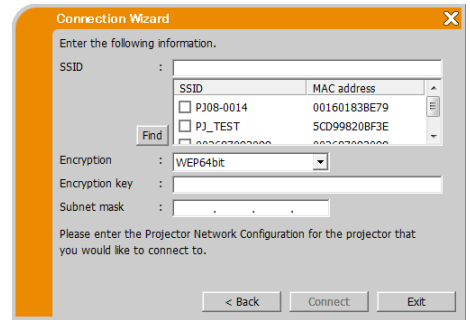 Connection Wizard
Enter the following information.
SSID :
SSID MAC address
PJ08-0014 00160183BE79
PJ_TEST 5CD99820BF3E
Find
Encryption : WEP64bit
Encryption key :
Subnet mask : . . .
Please enter the Projector Network Configuration for the projector that
you would like to connect to.
< Back Connect Exit